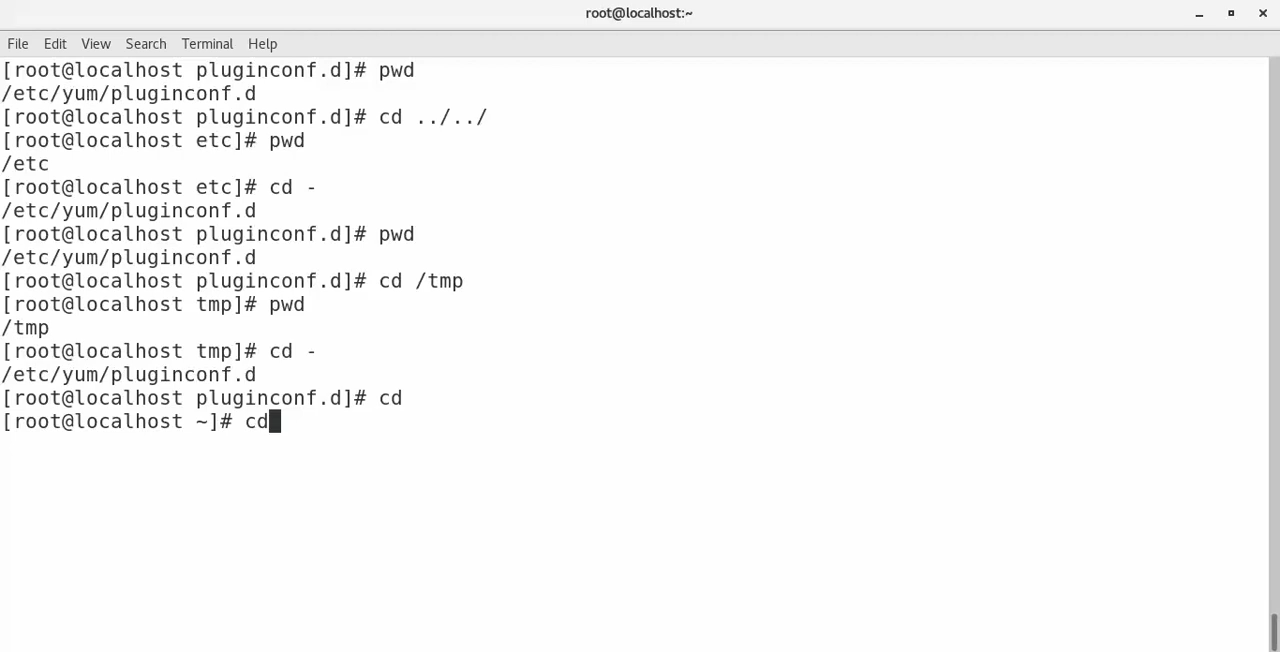 root@localhost:~
File Edit View Search Terminal Help
[root@localhost pluginconf.d]# pwd
/etc/yum/pluginconf.d
[root@localhost pluginconf.d]# cd ../../
[root@localhost etc]# pwd
/etc
[root@localhost etc]# cd -
/etc/yum/pluginconf.d
[root@localhost pluginconf.d]# pwd
/etc/yum/pluginconf.d
[root@localhost pluginconf.d]# cd /tmp
[root@localhost tmp]# pwd
/tmp
[root@localhost tmp]# cd -
/etc/yum/pluginconf.d
[root@localhost pluginconf.d]# cd
[root@localhost ~]# cd